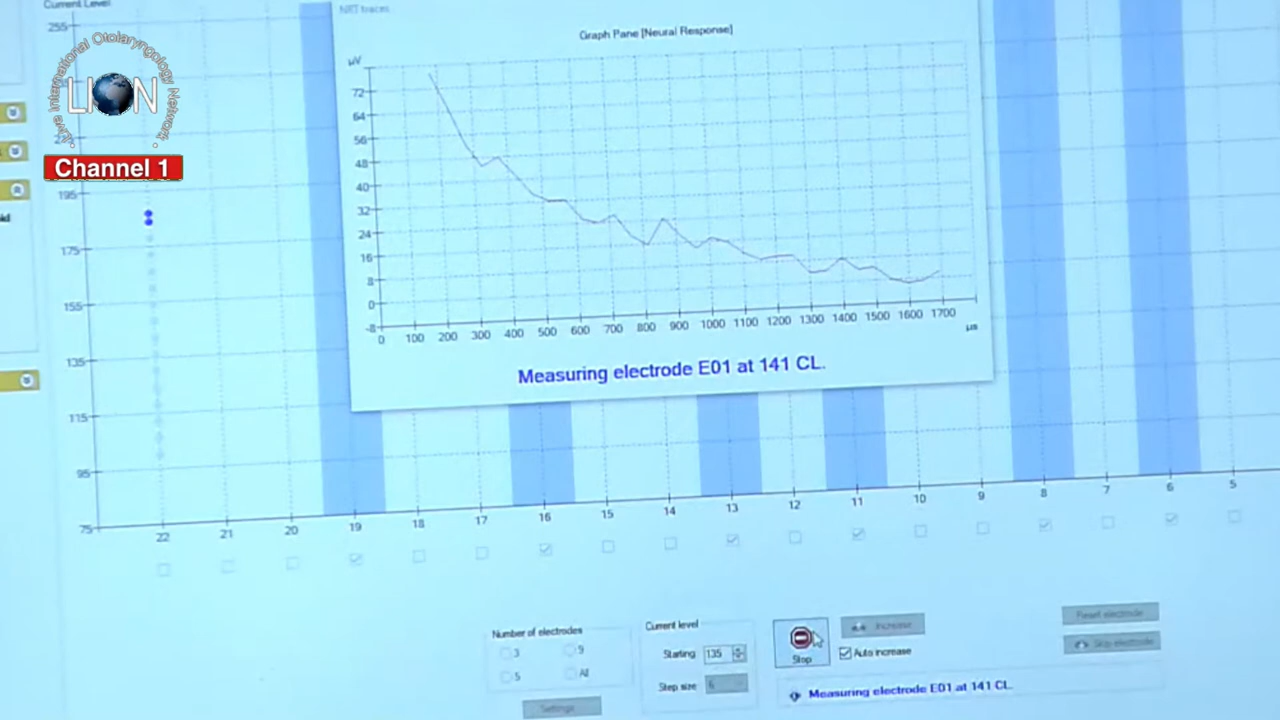 Current Level
NRT traces
Graph Pane [Neural Response]
µV
72
64
56
48
40
32
24
16
8
0
-8
0 100 200 300 400 500 600 700 800 900 1000 1100 1200 1300 1400 1500 1600 1700
µs
Measuring electrode E01 at 141 CL.
255
195
175
155
135
115
95
75
22 21 20 19 18 17 16 15 14 13 12 11 10 9 8 7 6 5
Live International Otolaryngology Network
LION
Channel 1
Number of electrodes
3 9
5 All
Settings
Current level
Starting 135
Step size 6
Stop
Increase
Auto increase
Reset electrode
Skip electrode
Measuring electrode E01 at 141 CL.